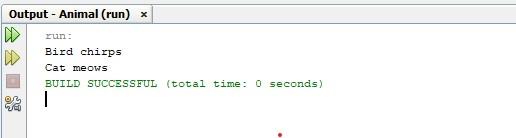 Output - Animal (run) ×
run:
Bird chirps
Cat meows
BUILD SUCCESSFUL (total time: 0 seconds)